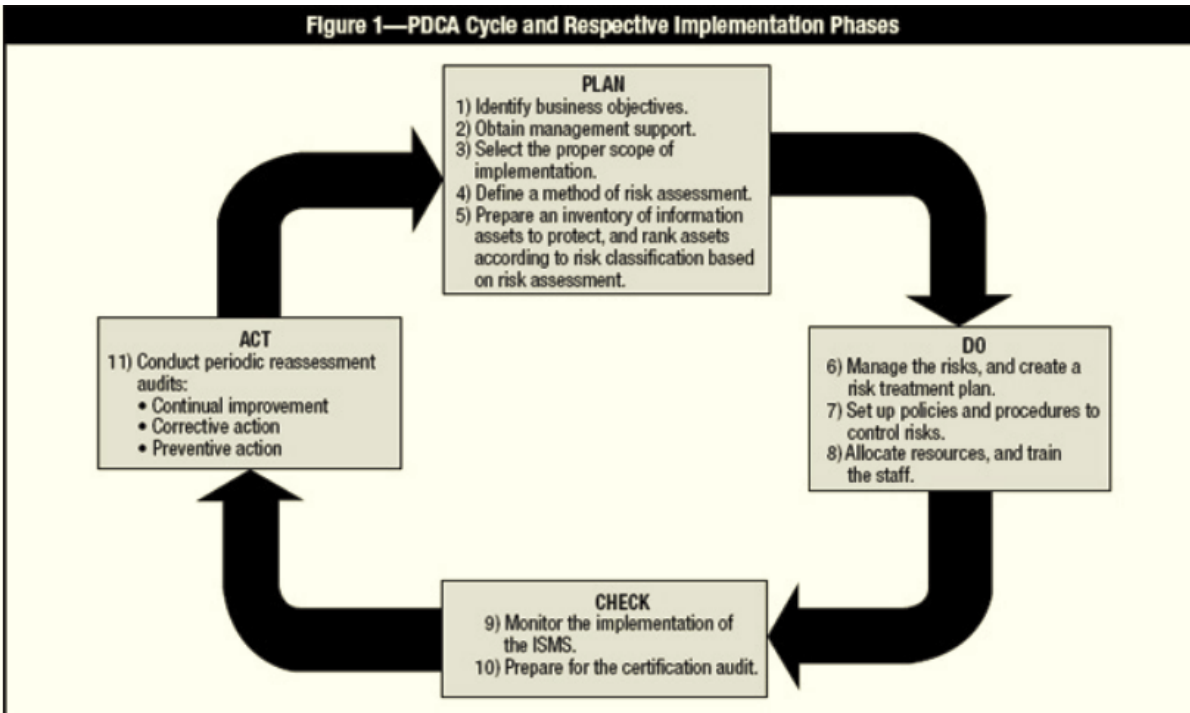 Figure 1—PDCA Cycle and Respective Implementation Phases
PLAN
1) Identify business objectives.
2) Obtain management support.
3) Select the proper scope of
implementation.
4) Define a method of risk assessment.
5) Prepare an inventory of information
assets to protect, and rank assets
according to risk classification based
on risk assessment.
DO
6) Manage the risks, and create a
risk treatment plan.
7) Set up policies and procedures to
control risks.
8) Allocate resources, and train
the staff.
CHECK
9) Monitor the implementation of
the ISMS.
10) Prepare for the certification audit.
ACT
11) Conduct periodic reassessment
audits:
• Continual improvement
• Corrective action
• Preventive action